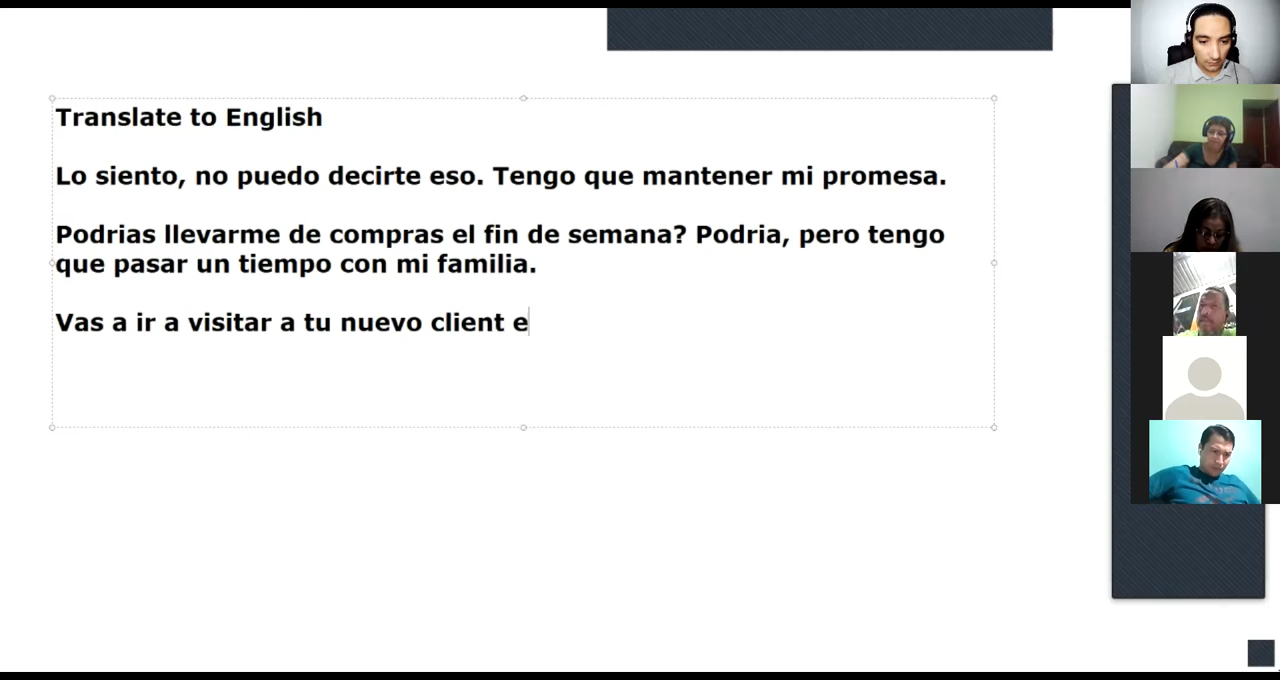 Translate to English
Lo siento, no puedo decirte eso. Tengo que mantener mi promesa.
Podrias llevarme de compras el fin de semana? Podria, pero tengo
que pasar un tiempo con mi familia.
Vas a ir a visitar a tu nuevo client e